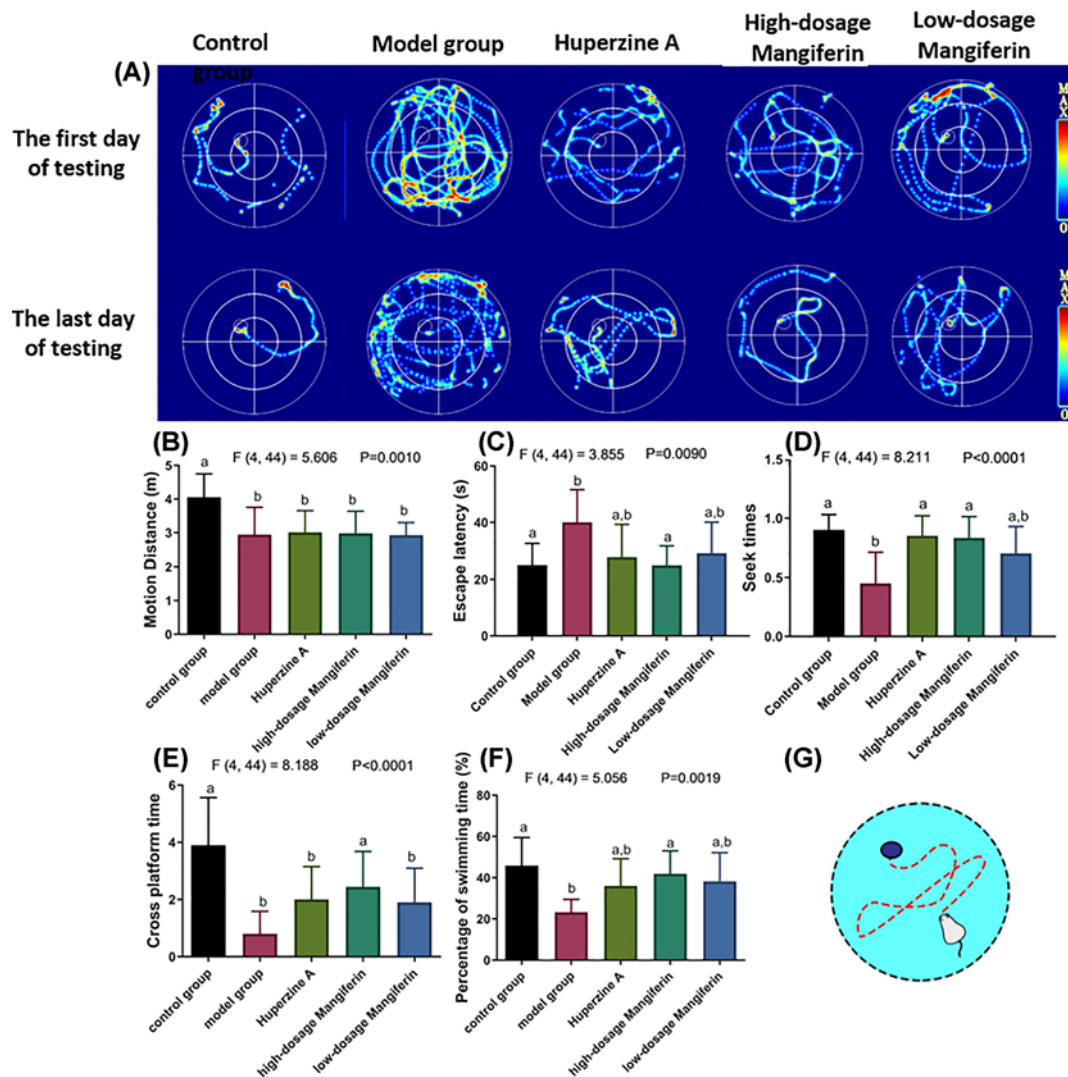 Control
group
Model group
Huperzine A
High-dosage
Mangiferin
Low-dosage
Mangiferin
(A)
The first day
of testing
MAX
0
The last day
of testing
MAX
0
(B)
F (4, 44) = 5.606 P=0.0010
Motion Distance (m)
5
4
3
2
1
0
a
b
b
b
b
control group
model group
Huperzine A
high-dosage Mangiferin
low-dosage Mangiferin
(C)
F (4, 44) = 3.855 P=0.0090
Escape latency (s)
60
40
20
0
a
b
a,b
a
a,b
Control group
Model group
Huperzine A
High-dosage Mangiferin
Low-dosage Mangiferin
(D)
F (4, 44) = 8.211 P<0.0001
Seek times
1.5
1.0
0.5
0.0
a
b
a
a
a,b
Control group
Model group
Huperzine A
High-dosage Mangiferin
Low-dosage Mangiferin
(E)
F (4, 44) = 8.188 P<0.0001
Cross platform time
6
4
2
0
a
b
b
a
b
control group
model group
Huperzine A
high-dosage Mangiferin
low-dosage Mangiferin
(F)
F (4, 44) = 5.056 P=0.0019
Percentage of swimming time (%)
80
60
40
20
0
a
b
a,b
a
a,b
control group
model group
Huperzine A
high-dosage Mangiferin
low-dosage Mangiferin
(G)